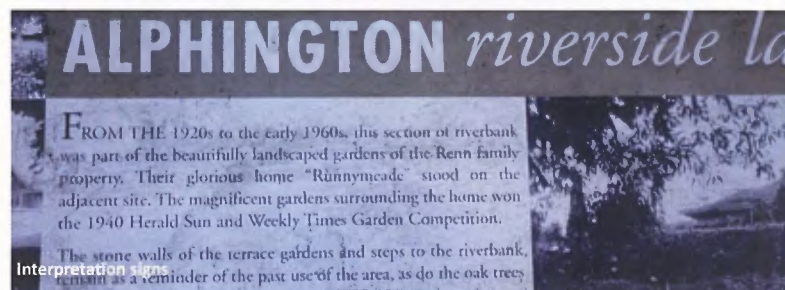 ALPHINGTON riverside la
FROM THE 1920s to the early 1960s, this section of riverbank
was part of the beautifully landscaped gardens of the Renn family
property. Their glorious home "Runnymeade" stood on the
adjacent site. The magnificent gardens surrounding the home won
the 1940 Herald Sun and Weekly Times Garden Competition.
The stone walls of the terrace gardens and steps to the riverbank,
remain as a reminder of the past use of the area, as do the oak trees
Interpretation signs